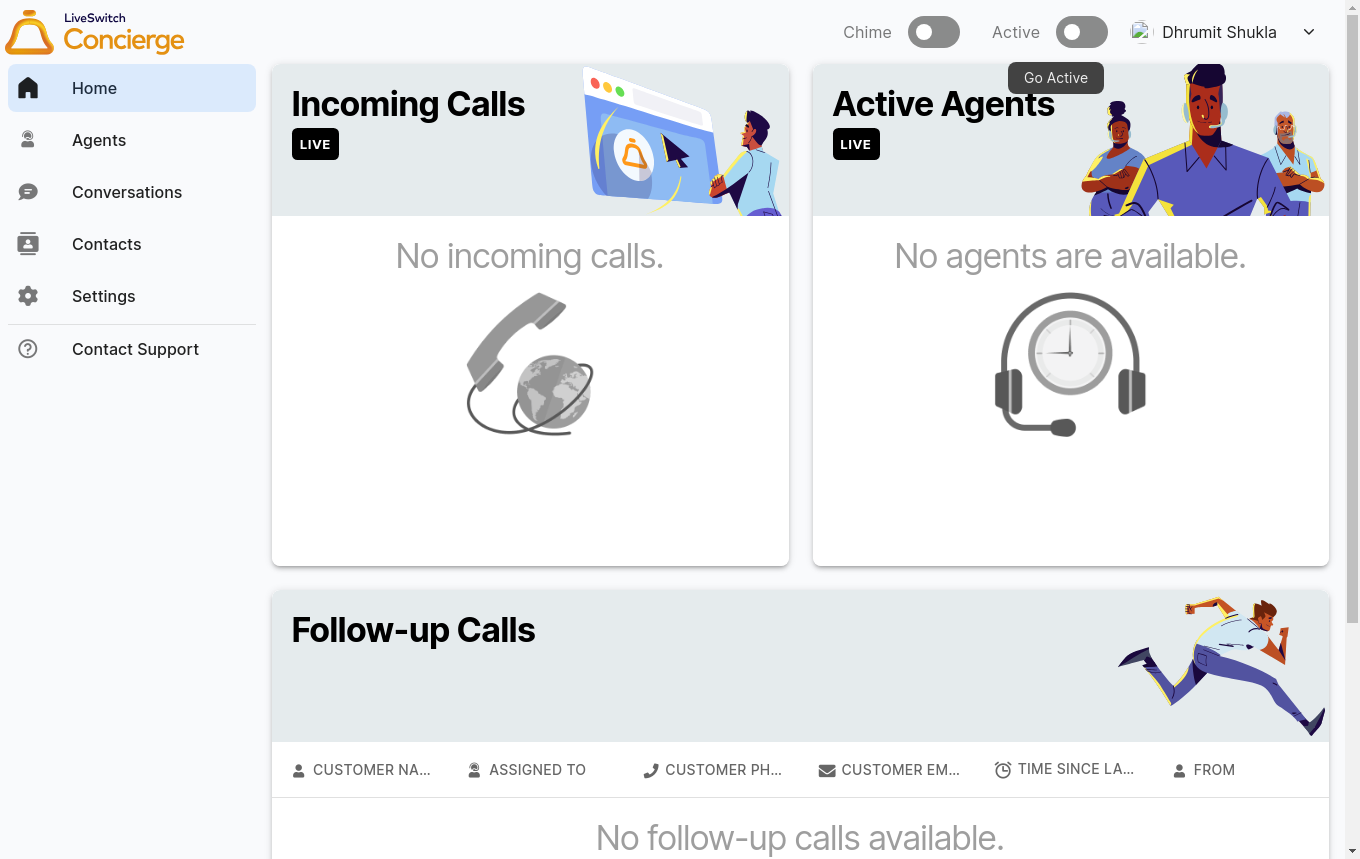 LiveSwitch
Concierge
Chime
Active
Dhrumit Shukla
Go Active
Home
Agents
Conversations
Contacts
Settings
Contact Support
Incoming Calls
LIVE
No incoming calls.
Active Agents
LIVE
No agents are available.
Follow-up Calls
CUSTOMER NA... ASSIGNED TO CUSTOMER PH... CUSTOMER EM... TIME SINCE LA... FROM
No follow-up calls available.